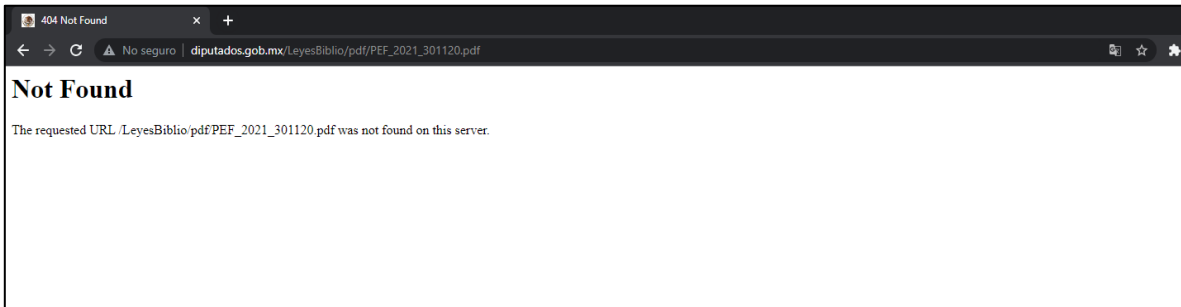 404 Not Found
No seguro | diputados.gob.mx/LeyesBiblio/pdf/PEF_2021_301120.pdf
Not Found
The requested URL /LeyesBiblio/pdf/PEF_2021_301120.pdf was not found on this server.